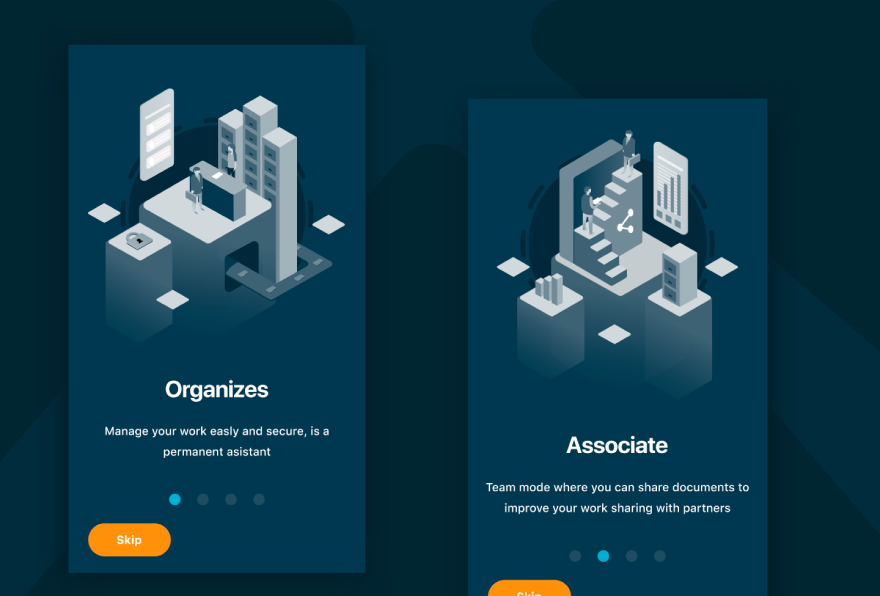 Organizes
Manage your work easly and secure, is a
permanent asistant
Skip
Associate
Team mode where you can share documents to
improve your work sharing with partners
Skip